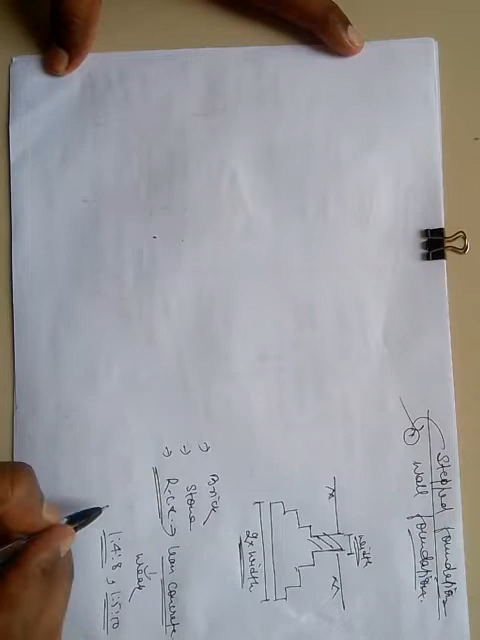 Stepped foundation
① Wall foundation.
width
2x width
→ Brick
→ Stone
→ R.c.c → lean concrete
weak
1:4:8, 1:5:10